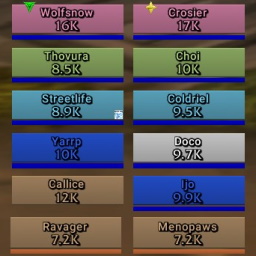 Wolfsnow Crosier
16K 17K
Thovura Choi
8.5K 10K
Streetlife Coldriel
8.9K 9.5K
Yarrp Doco
10K 9.7K
Callice Ijo
12K 9.9K
Ravager Menopaws
7.2K 7.2K